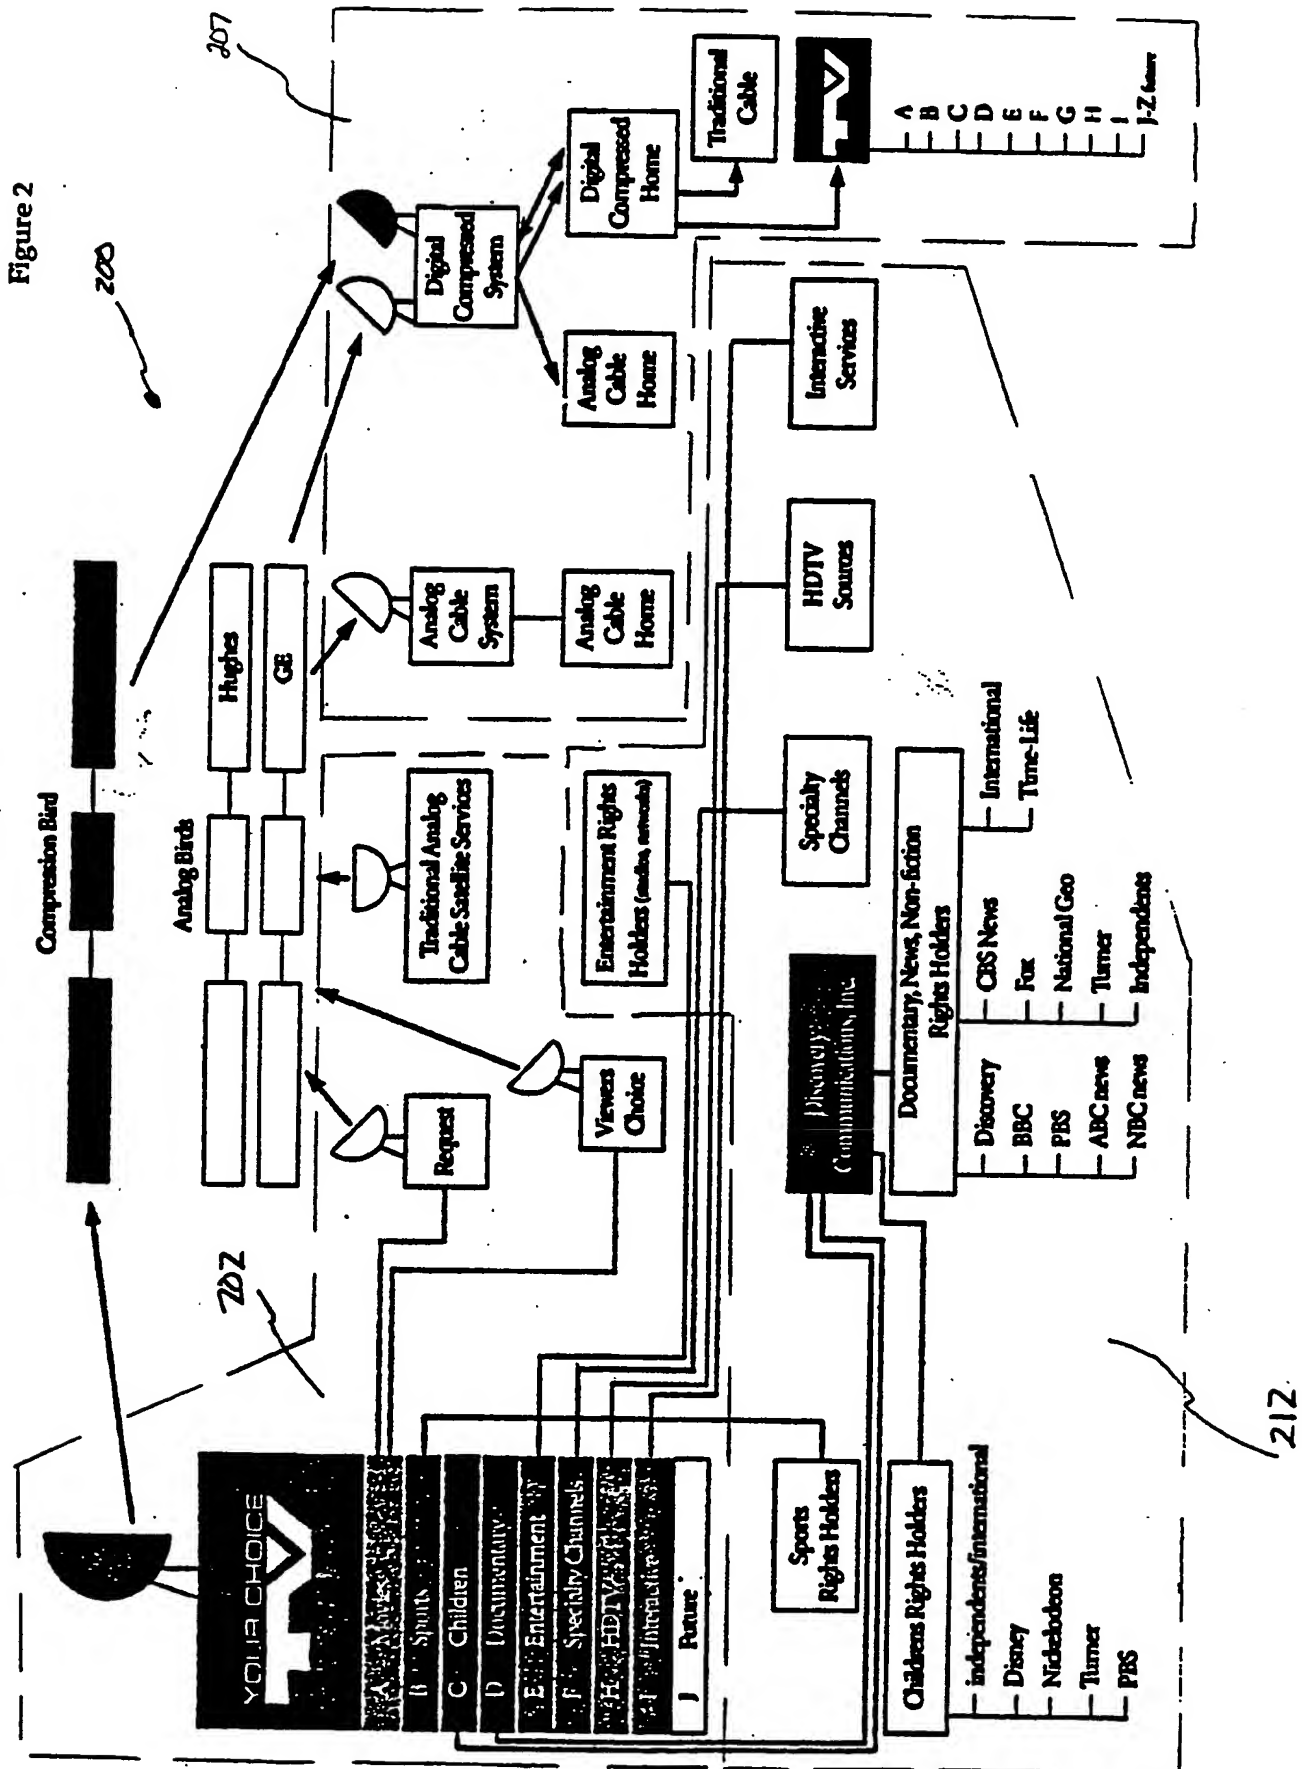 Figure 2
200
207
Compression Bird
Analog Birds
Hughes
GE
202
YOUR CHOICE
TV
B Sports
C Children
D Documentary
E Entertainment
F Specialty Channels
HDTV
I Interactive
J Future
Request
Viewers
Choice
Traditional Analog
Cable Satellite Services
Entertainment Rights
Holders (studios, networks)
Analog
Cable
System
Analog
Cable
Home
Digital
Compressed
System
Analog
Cable
Home
Digital
Compressed
Home
Traditional
Cable
TV
A
B
C
D
E
F
G
H
I
J-Z future
Sports
Rights Holders
Childrens Rights Holders
independents/international
Disney
Nickelodeon
Turner
PBS
Discovery
Communications, Inc.
Documentary, News, Non-fiction
Rights Holders
Discovery
BBC
PBS
ABC news
NBC news
CBS News
Fox
National Geo
Turner
Independents
International
Time-Life
Specialty
Channels
HDTV
Sources
Interactive
Services
212